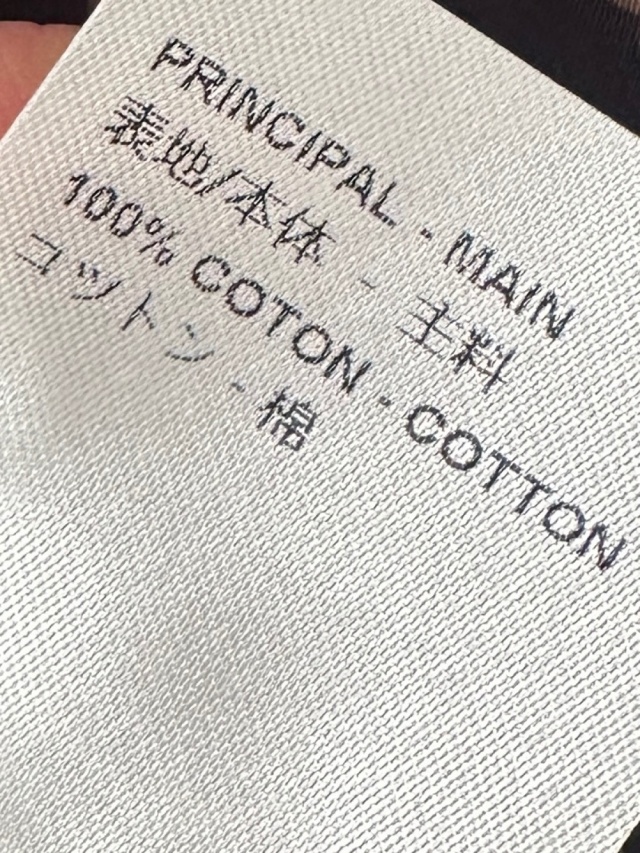 PRINCIPAL - MAIN
表地/本体 - 主料
100% COTON - COTTON
コットン - 棉